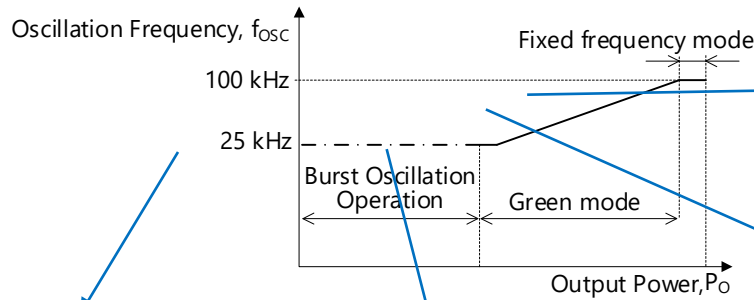 Oscillation Frequency, fOSC
Fixed frequency mode
100 kHz
25 kHz
Burst Oscillation
Operation
Green mode
Output Power,PO